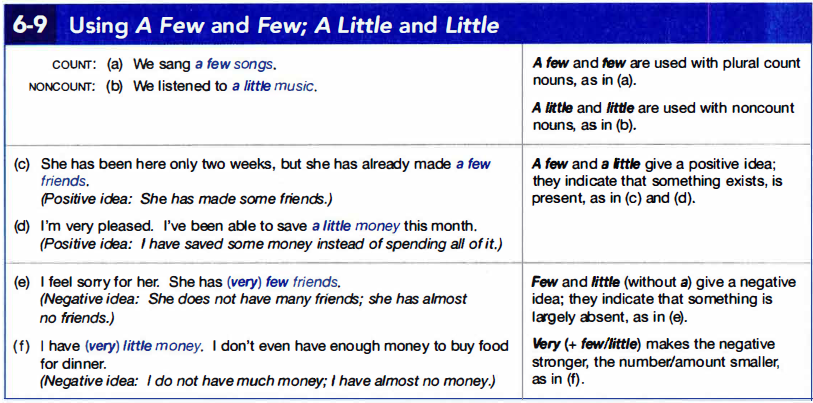 6-9 Using A Few and Few; A Little and Little
COUNT: (a) We sang a few songs.
NONCOUNT: (b) We listened to a little music.
A few and few are used with plural count
nouns, as in (a).
A little and little are used with noncount
nouns, as in (b).
(c) She has been here only two weeks, but she has already made a few
friends.
(Positive idea: She has made some friends.)
(d) I'm very pleased. I've been able to save a little money this month.
(Positive idea: I have saved some money instead of spending all of it.)
A few and a little give a positive idea;
they indicate that something exists, is
present, as in (c) and (d).
(e) I feel sorry for her. She has (very) few friends.
(Negative idea: She does not have many friends; she has almost
no friends.)
(f) I have (very) little money. I don't even have enough money to buy food
for dinner.
(Negative idea: I do not have much money; I have almost no money.)
Few and little (without a) give a negative
idea; they indicate that something is
largely absent, as in (e).
Very (+ few/little) makes the negative
stronger, the number/amount smaller,
as in (f).